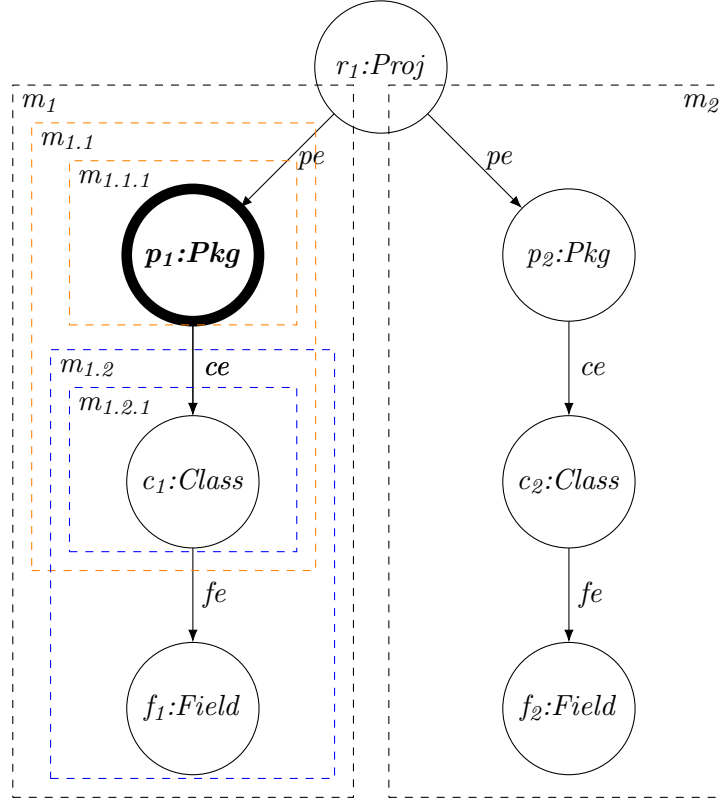 r₁:Proj
m₁
m₂
m₁.₁
pe
pe
m₁.₁.₁
p₁:Pkg
p₂:Pkg
m₁.₂
ce
ce
m₁.₂.₁
c₁:Class
c₂:Class
fe
fe
f₁:Field
f₂:Field